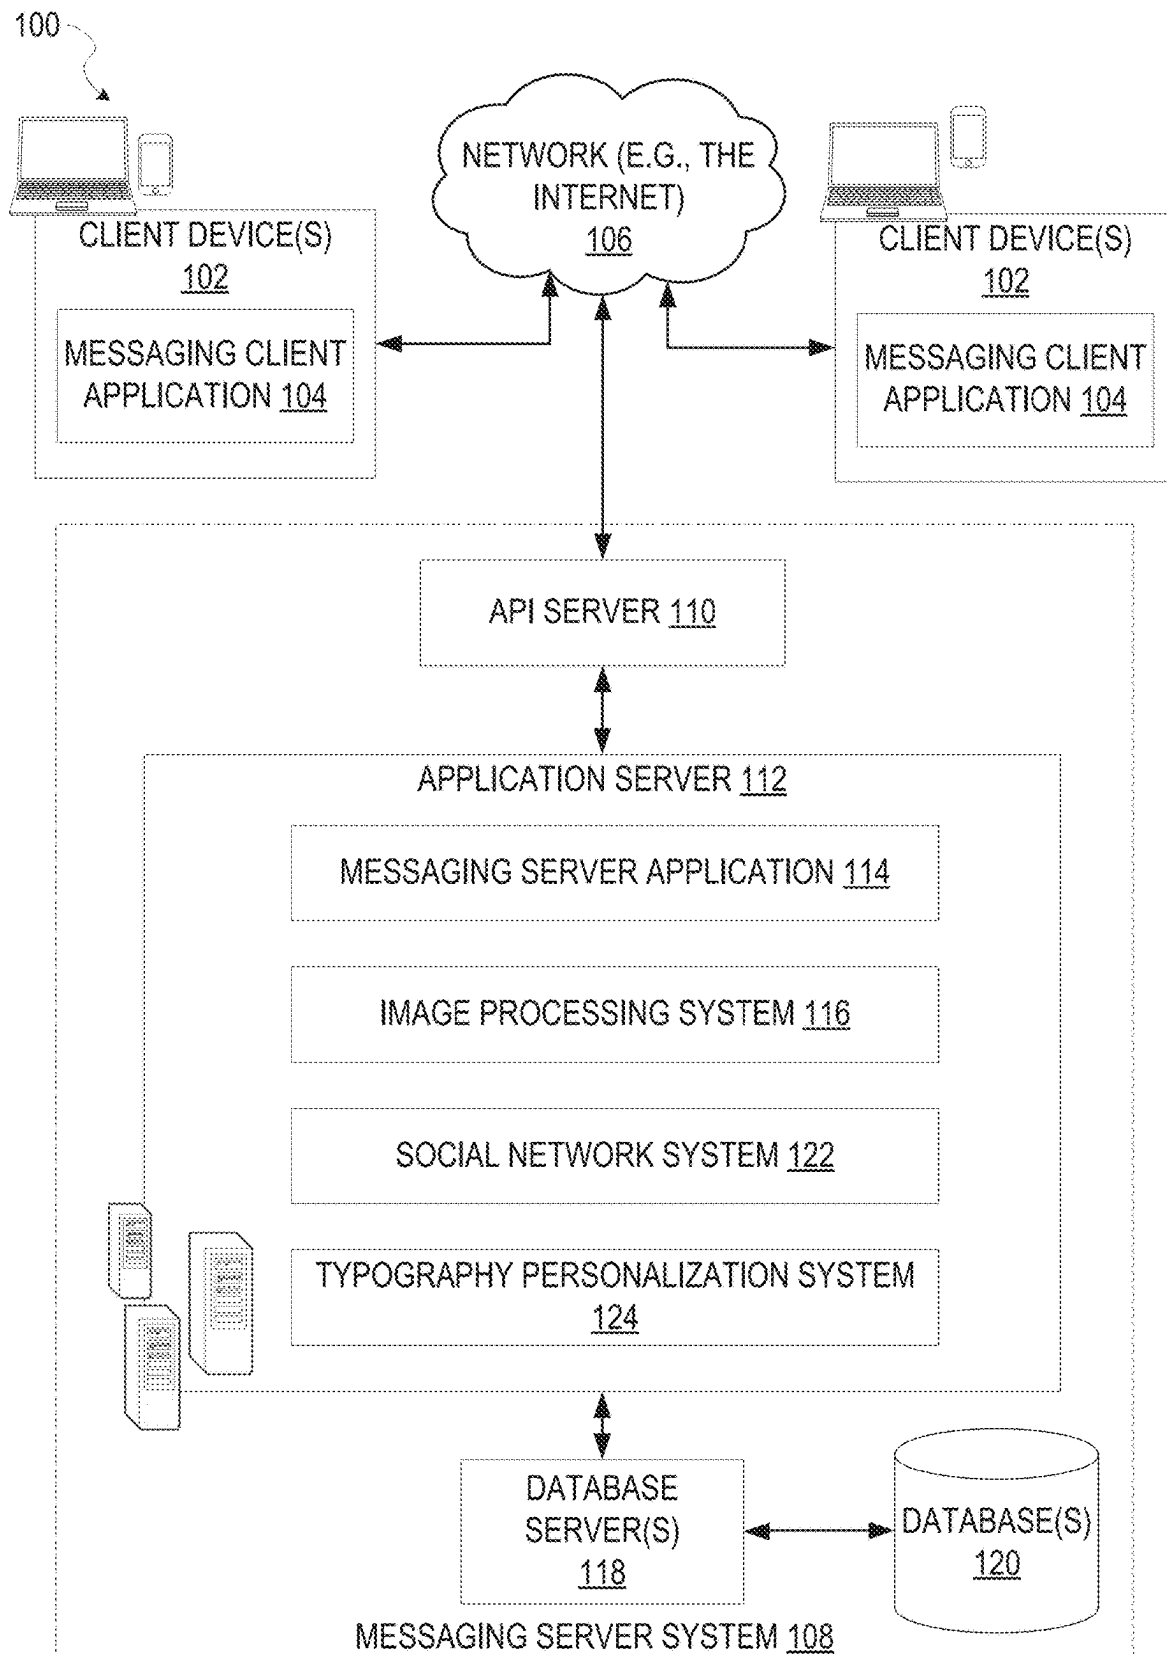 100
NETWORK (E.G., THE
INTERNET)
106
CLIENT DEVICE(S)
102
MESSAGING CLIENT
APPLICATION 104
CLIENT DEVICE(S)
102
MESSAGING CLIENT
APPLICATION 104
API SERVER 110
APPLICATION SERVER 112
MESSAGING SERVER APPLICATION 114
IMAGE PROCESSING SYSTEM 116
SOCIAL NETWORK SYSTEM 122
TYPOGRAPHY PERSONALIZATION SYSTEM
124
DATABASE
SERVER(S)
118
DATABASE(S)
120
MESSAGING SERVER SYSTEM 108